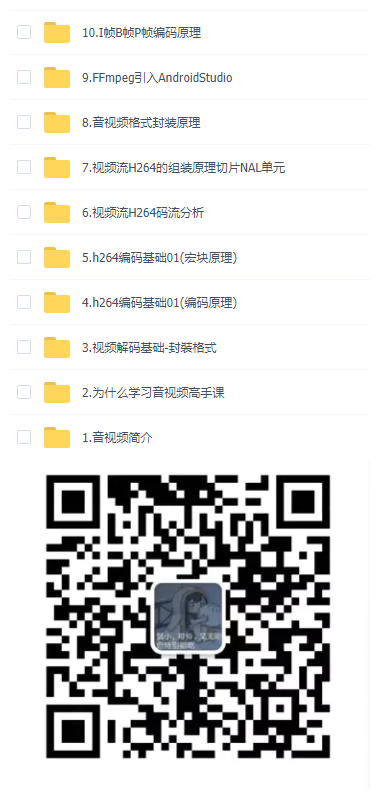 10.I帧B帧P帧编码原理
9.FFmpeg引入AndroidStudio
8.音视频格式封装原理
7.视频流H264的组装原理切片NAL单元
6.视频流H264码流分析
5.h264编码基础01(宏块原理)
4.h264编码基础01(编码原理)
3.视频解码基础-封装格式
2.为什么学习音视频高手课
1.音视频简介